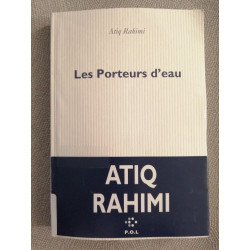 Atiq Rahimi
Les Porteurs d'eau
ATIQ
RAHIMI
P.O.L